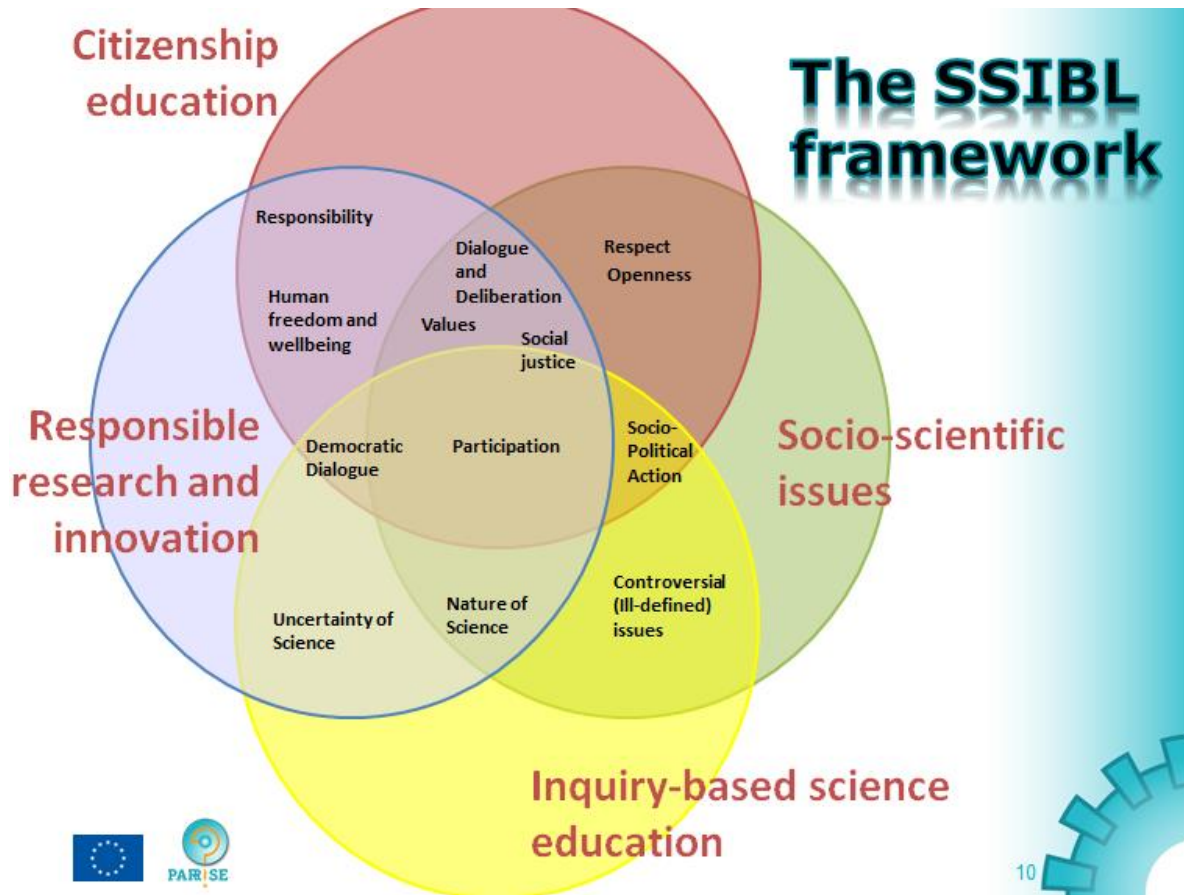 Citizenship
education
The SSIBL
framework
Responsibility
Dialogue
and
Deliberation
Respect
Openness
Human
freedom and
wellbeing
Values
Social
justice
Responsible
research and
innovation
Democratic
Dialogue
Participation
Socio-
Political
Action
Socio-scientific
issues
Uncertainty of
Science
Nature of
Science
Controversial
(Ill-defined)
issues
Inquiry-based science
education
PARRISE
10